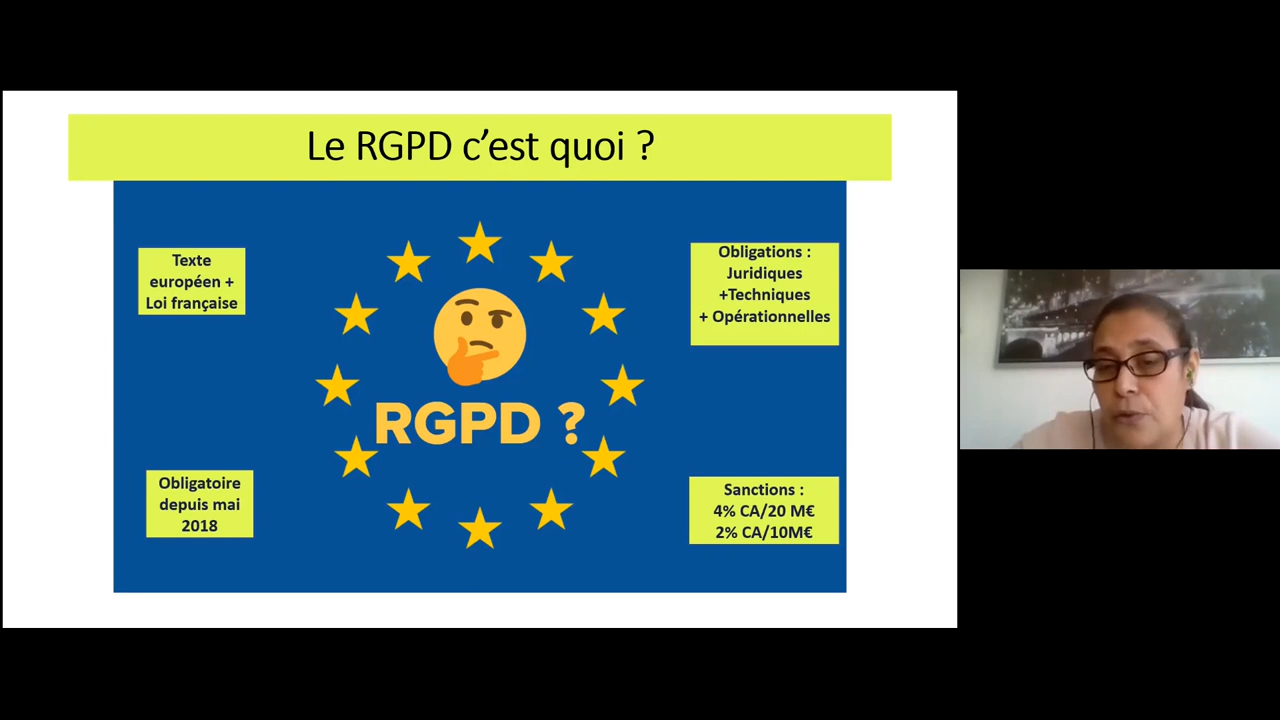 Le RGPD c’est quoi ?
Texte
européen +
Loi française
Obligations :
Juridiques
+Techniques
+ Opérationnelles
RGPD ?
Obligatoire
depuis mai
2018
Sanctions :
4% CA/20 M€
2% CA/10M€